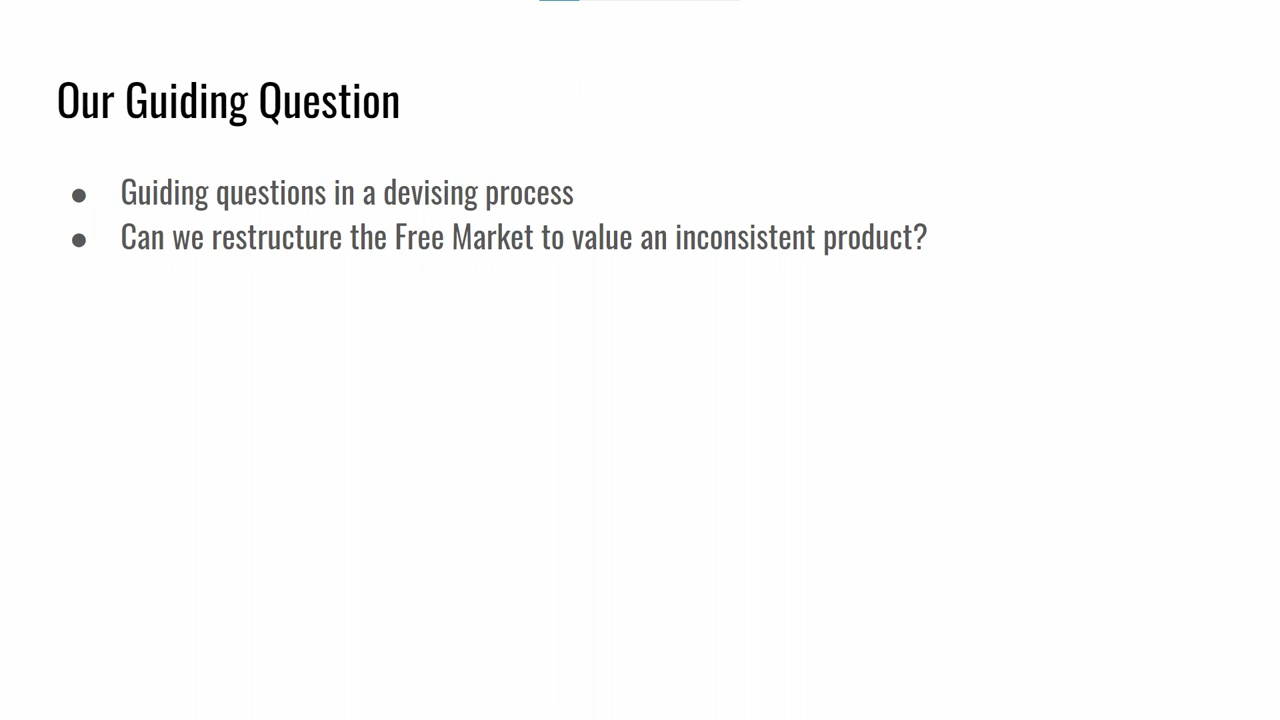 Our Guiding Question
● Guiding questions in a devising process
● Can we restructure the Free Market to value an inconsistent product?